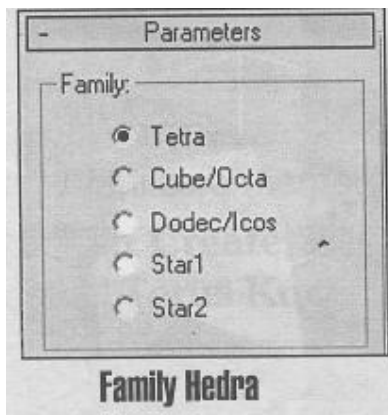 - Parameters
Family:
Tetra
Cube/Octa
Dodec/Icos
Star1
Star2
Family Hedra